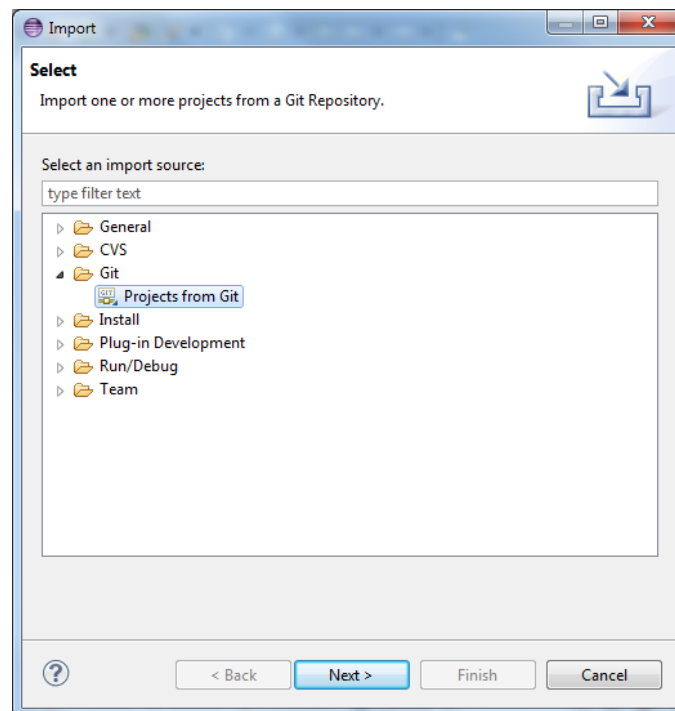 Import
Select
Import one or more projects from a Git Repository.
Select an import source:
type filter text
General
CVS
Git
GIT Projects from Git
Install
Plug-in Development
Run/Debug
Team
? < Back Next > Finish Cancel